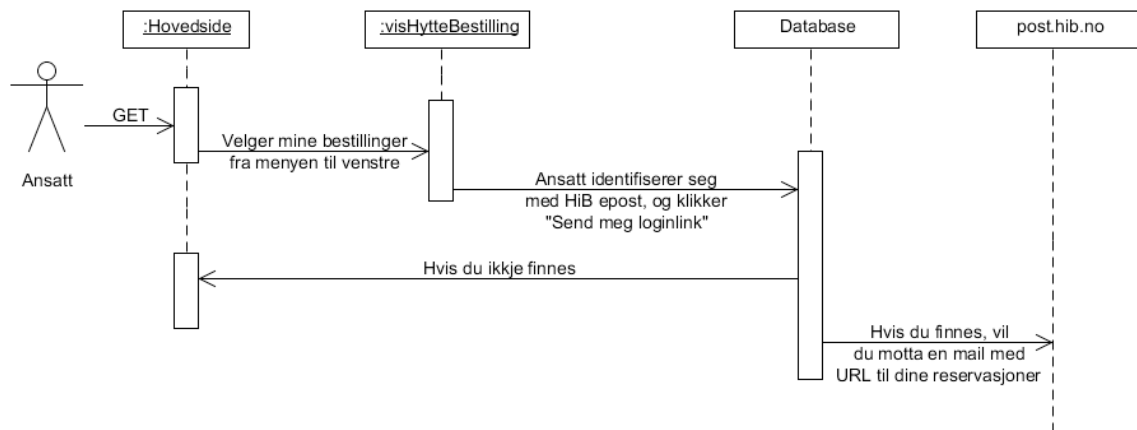 :Hovedside
:visHytteBestilling
Database
post.hib.no
GET
Ansatt
Velger mine bestillinger
fra menyen til venstre
Ansatt identifiserer seg
med HiB epost, og klikker
"Send meg loginlink"
Hvis du ikkje finnes
Hvis du finnes, vil
du motta en mail med
URL til dine reservasjoner